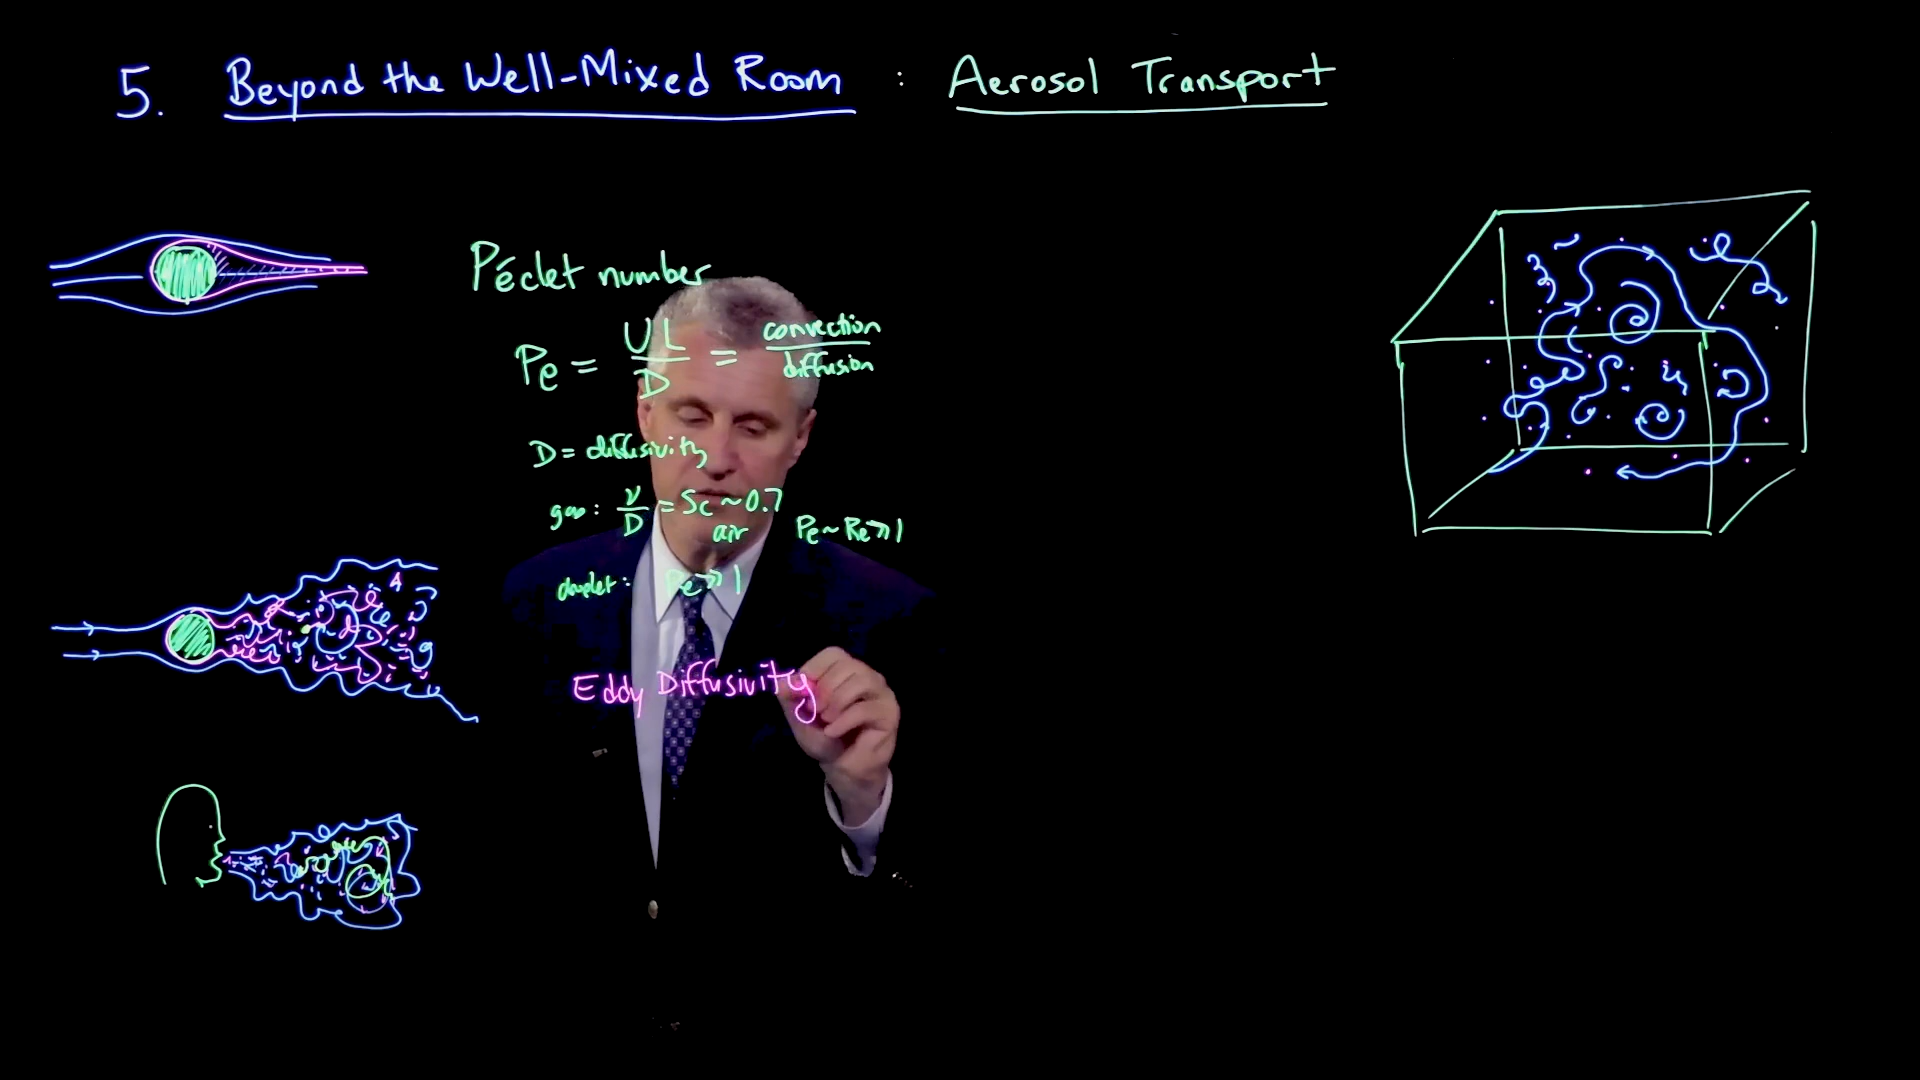 5. Beyond the Well-Mixed Room : Aerosol Transport
Péclet number
Pe = UL/D = convection/diffusion
D = diffusivity
gas: ν/D = Sc ~ 0.7
air Pe ~ Re ≫ 1
droplet: Pe ≫ 1
Eddy Diffusivity